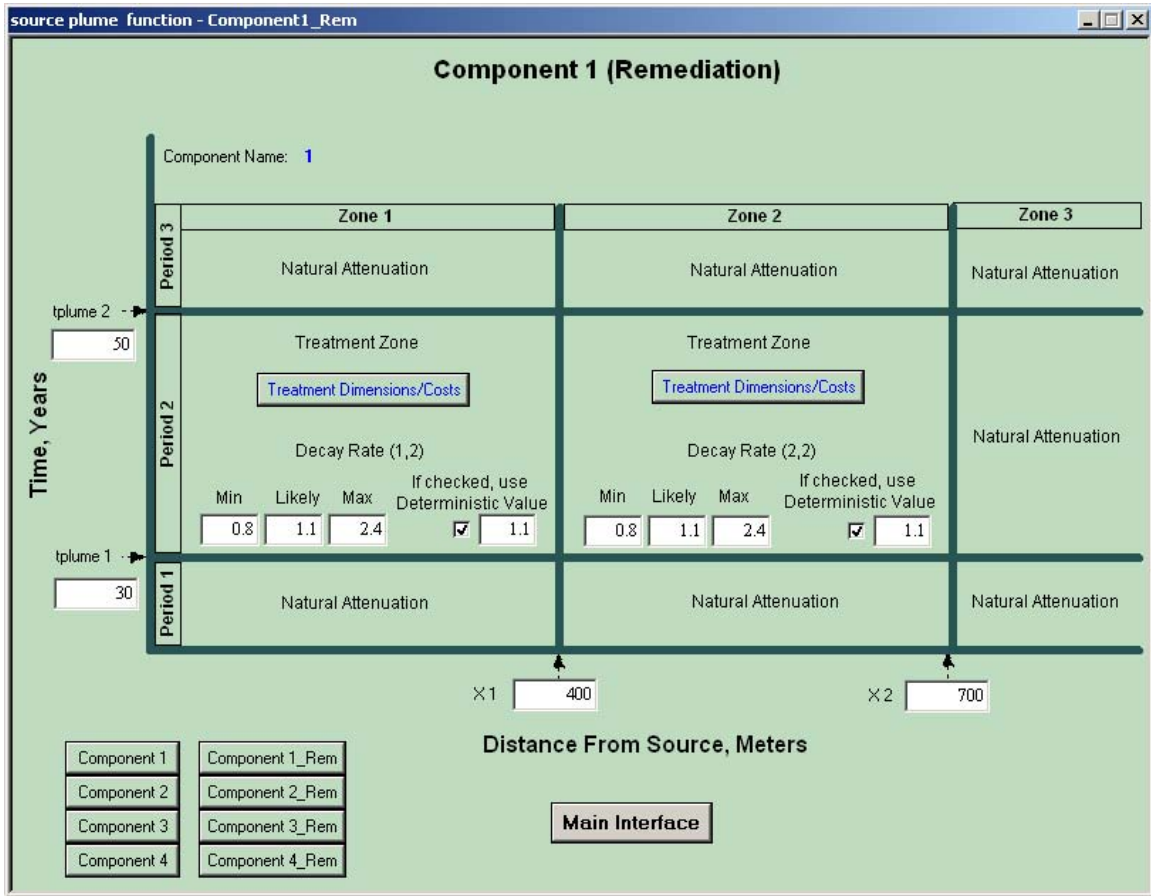 source plume function - Component1_Rem
Component 1 (Remediation)
Component Name: 1
Zone 1
Zone 2
Zone 3
Period 3
Natural Attenuation
Natural Attenuation
Natural Attenuation
tplume 2
50
Time, Years
Period 2
Treatment Zone
Treatment Dimensions/Costs
Decay Rate (1,2)
Min Likely Max
If checked, use
Deterministic Value
0.8 1.1 2.4 1.1
Treatment Zone
Treatment Dimensions/Costs
Decay Rate (2,2)
Min Likely Max
If checked, use
Deterministic Value
0.8 1.1 2.4 1.1
Natural Attenuation
tplume 1
30
Period 1
Natural Attenuation
Natural Attenuation
Natural Attenuation
X1 400
X2 700
Distance From Source, Meters
Component 1 Component 1_Rem
Component 2 Component 2_Rem
Component 3 Component 3_Rem
Component 4 Component 4_Rem
Main Interface